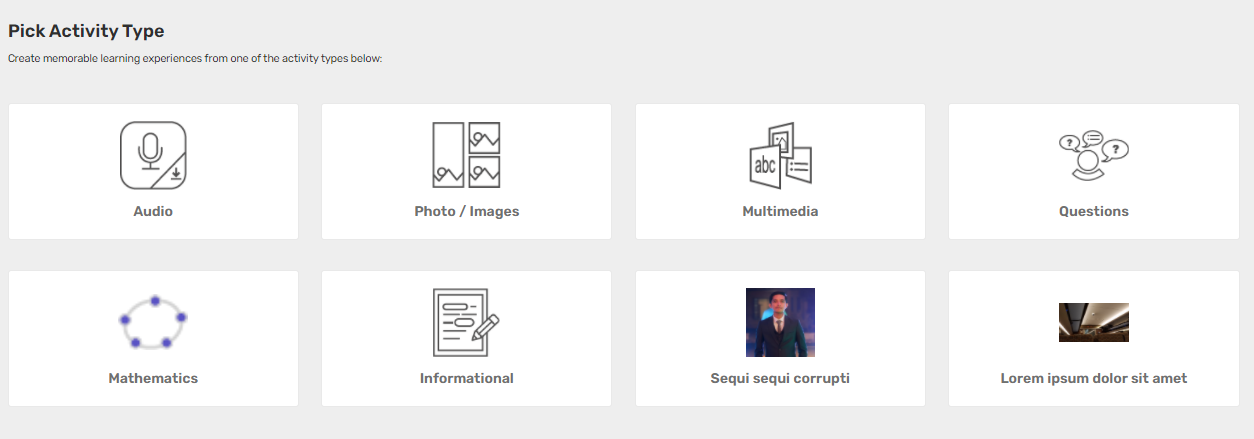 Pick Activity Type
Create memorable learning experiences from one of the activity types below:
abc
Audio
Photo / Images
Multimedia
Questions
Mathematics
Informational
Sequi sequi corrupti
Lorem ipsum dolor sit amet